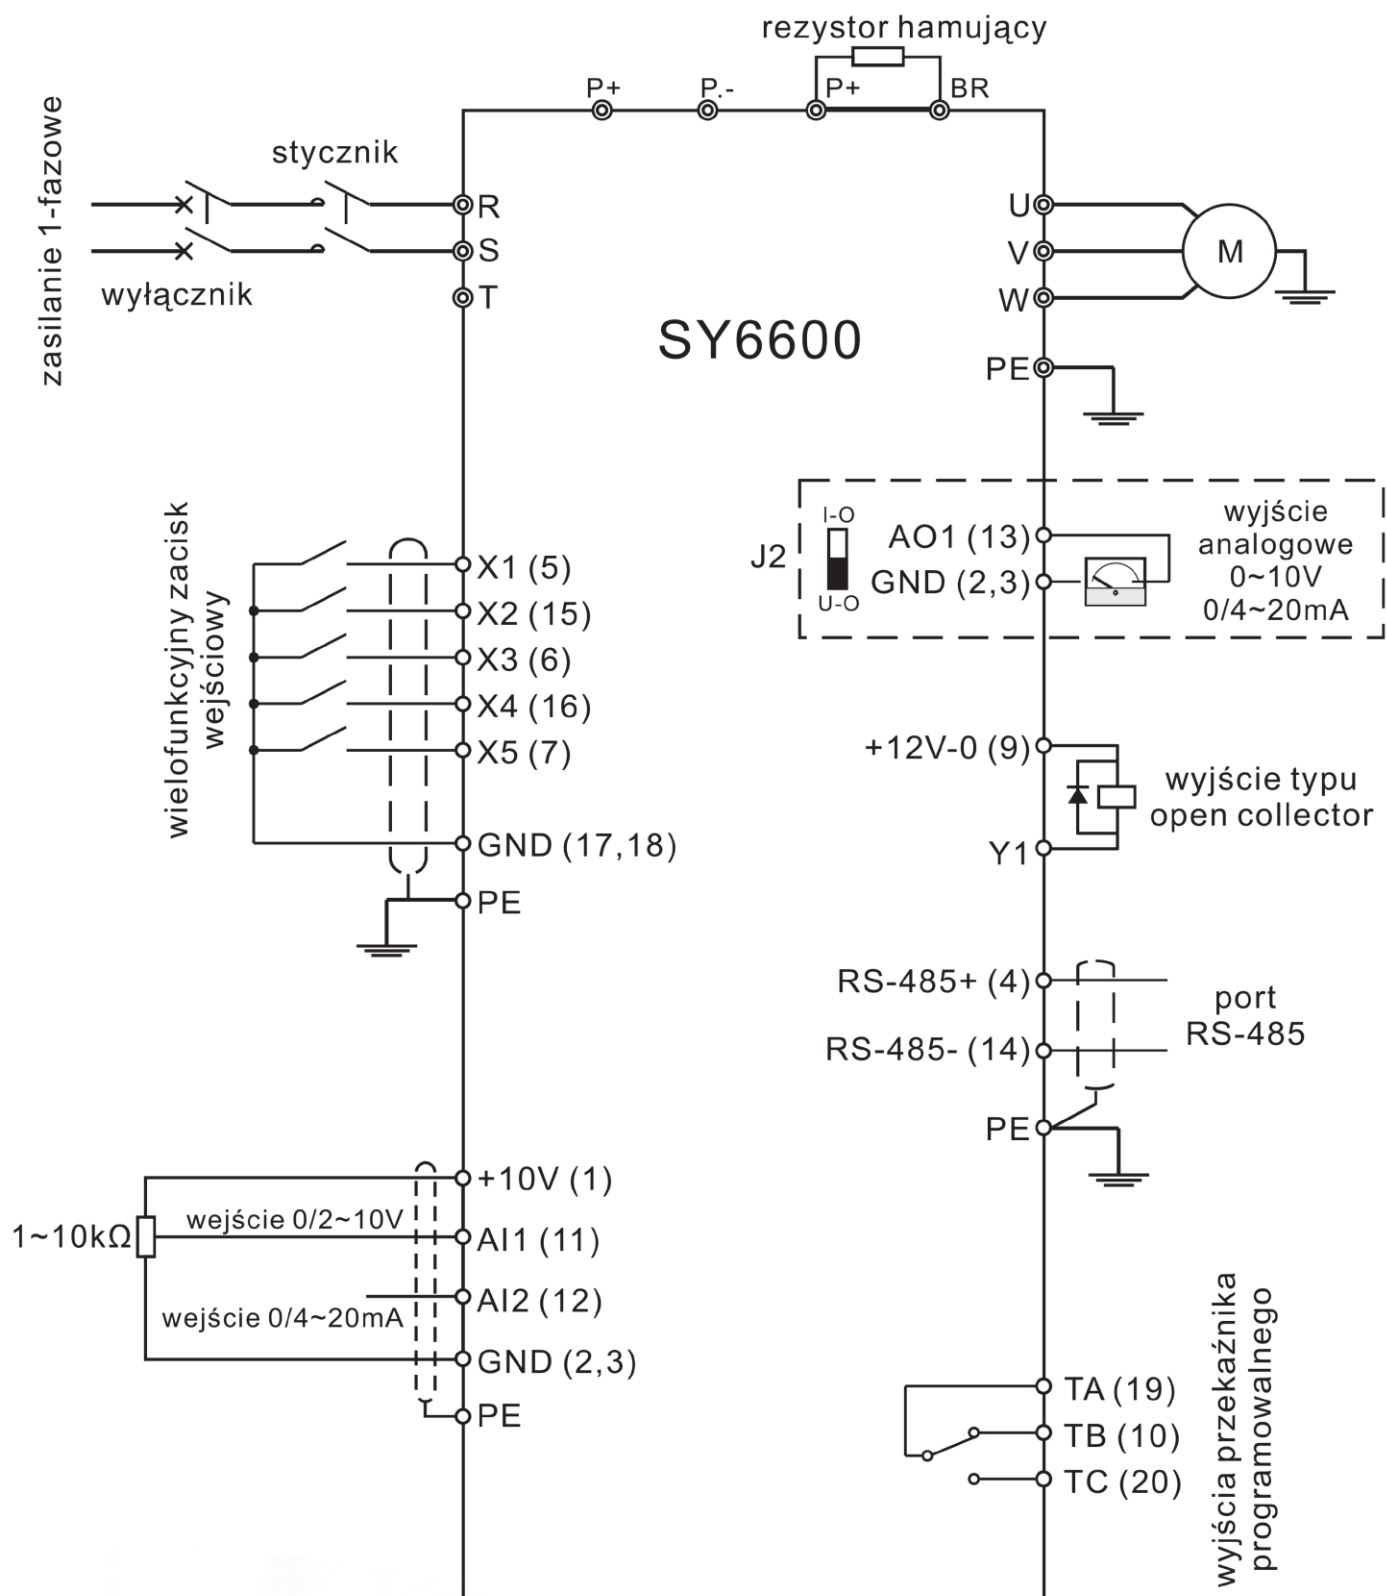 rezystor hamujący
P+
P.-
P+
BR
zasilanie 1-fazowe
stycznik
wyłącznik
R
S
T
U
V
W
PE
M
SY6600
J2
I-O
U-O
AO1 (13)
GND (2,3)
wyjście
analogowe
0~10V
0/4~20mA
wielofunkcyjny zacisk
wejściowy
X1 (5)
X2 (15)
X3 (6)
X4 (16)
X5 (7)
GND (17,18)
PE
+12V-0 (9)
Y1
wyjście typu
open collector
RS-485+ (4)
RS-485- (14)
PE
port
RS-485
1~10kΩ
wejście 0/2~10V
wejście 0/4~20mA
+10V (1)
AI1 (11)
AI2 (12)
GND (2,3)
PE
TA (19)
TB (10)
TC (20)
wyjścia przekaźnika
programowalnego